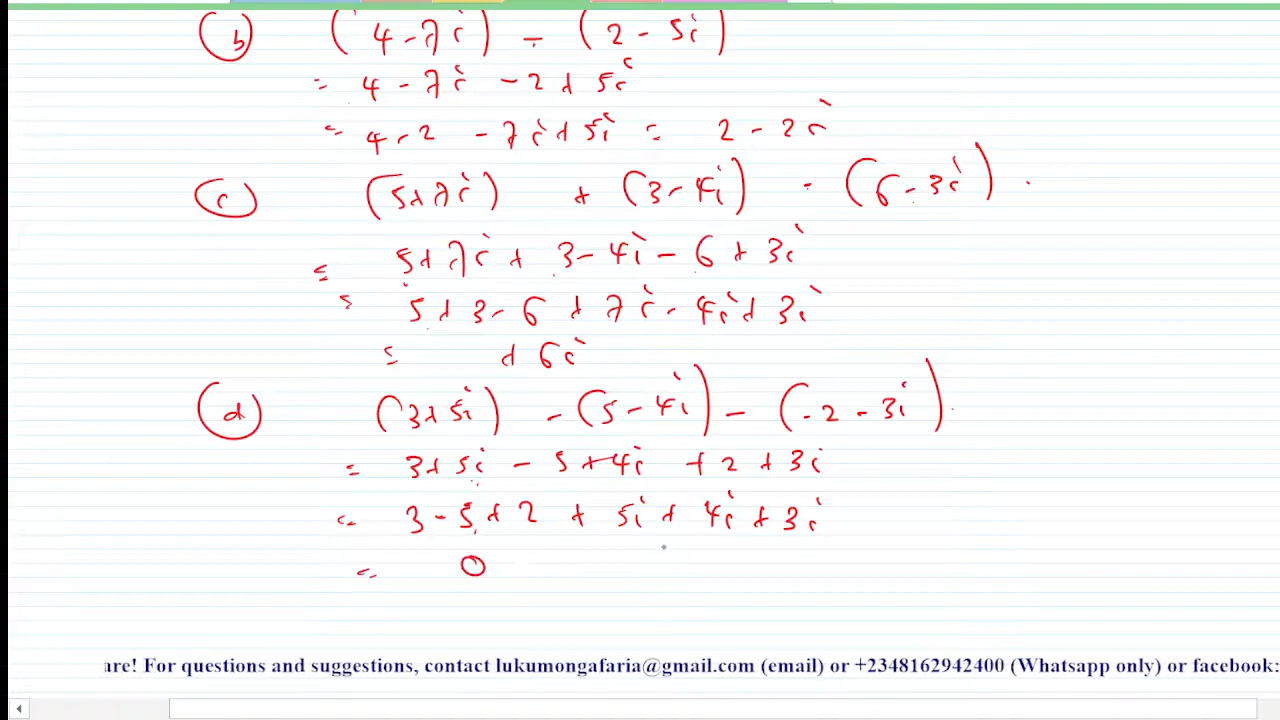 (b) (4 - 7i) - (2 - 5i)
= 4 - 7i - 2 + 5i
= 4 - 2 - 7i + 5i = 2 - 2i
(c) (5 + 7i) + (3 - 4i) - (6 - 3i).
= 5 + 7i + 3 - 4i - 6 + 3i
= 5 + 3 - 6 + 7i - 4i + 3i
= + 6i
(d) (3 + 5i) - (5 - 4i) - (-2 - 3i).
= 3 + 5i - 5 + 4i + 2 + 3i
= 3 - 5 + 2 + 5i + 4i + 3i
= 0
are! For questions and suggestions, contact lukumongafaria@gmail.com (email) or +2348162942400 (Whatsapp only) or facebook: